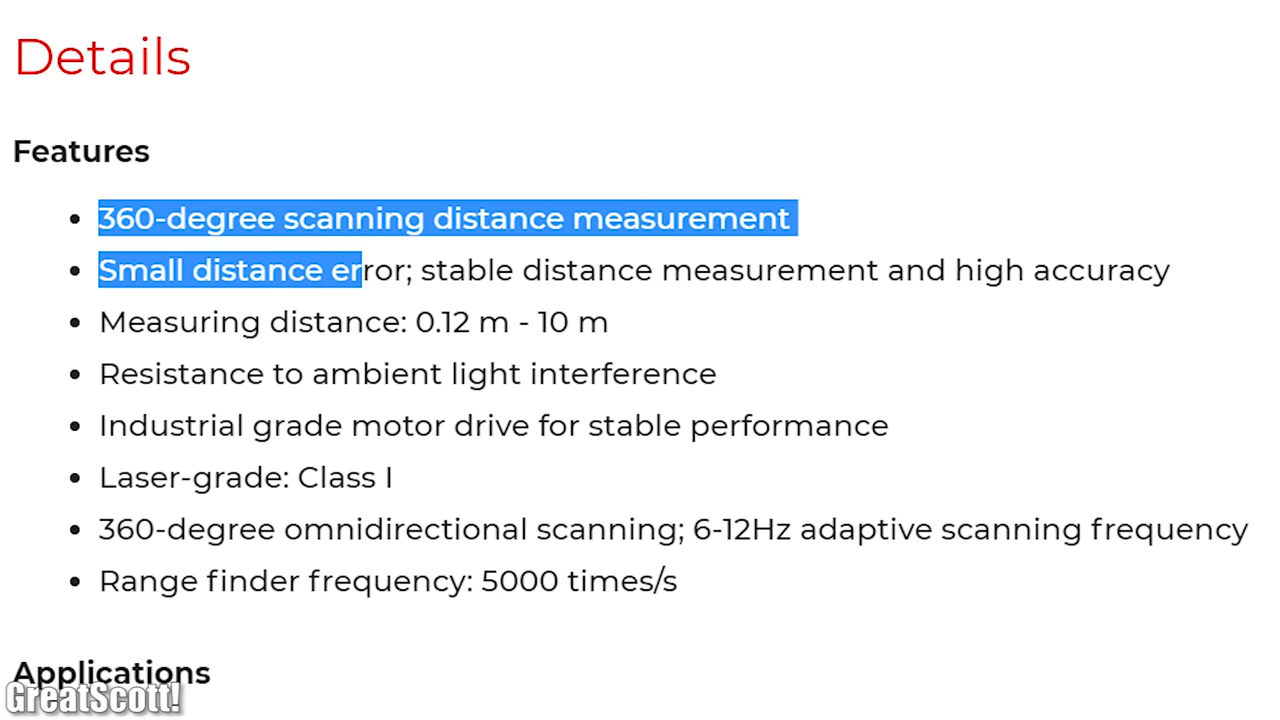 Details
Features
360-degree scanning distance measurement
Small distance error; stable distance measurement and high accuracy
Measuring distance: 0.12 m - 10 m
Resistance to ambient light interference
Industrial grade motor drive for stable performance
Laser-grade: Class I
360-degree omnidirectional scanning; 6-12Hz adaptive scanning frequency
Range finder frequency: 5000 times/s
Applications
GreatScott!